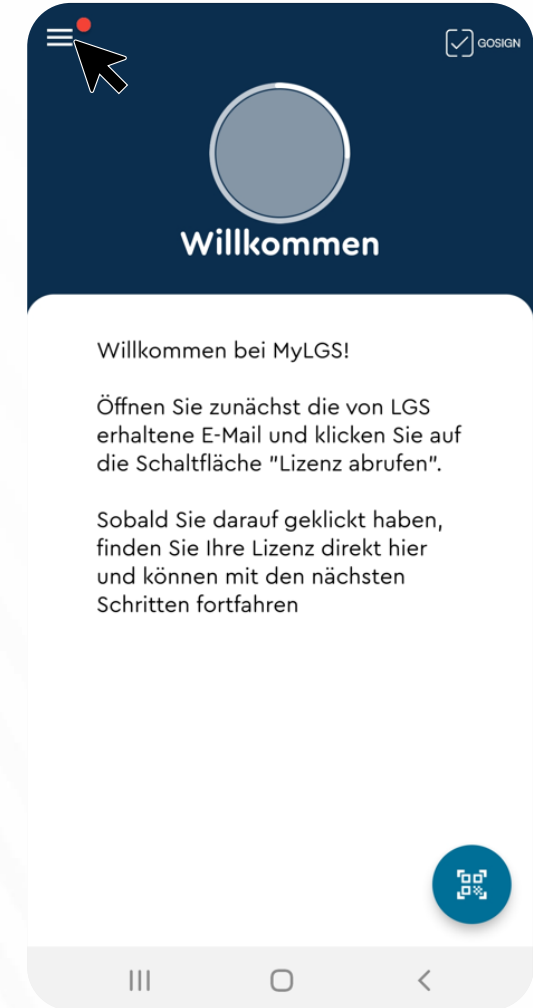 GOSIGN
Willkommen
Willkommen bei MyLGS!
Öffnen Sie zunächst die von LGS
erhaltene E-Mail und klicken Sie auf
die Schaltfläche "Lizenz abrufen".
Sobald Sie darauf geklickt haben,
finden Sie Ihre Lizenz direkt hier
und können mit den nächsten
Schritten fortfahren